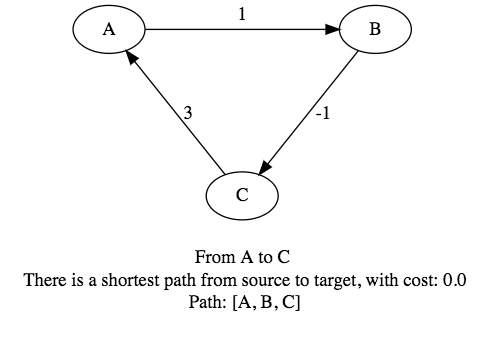 1
A
B
3
-1
C
From A to C
There is a shortest path from source to target, with cost: 0.0
Path: [A, B, C]